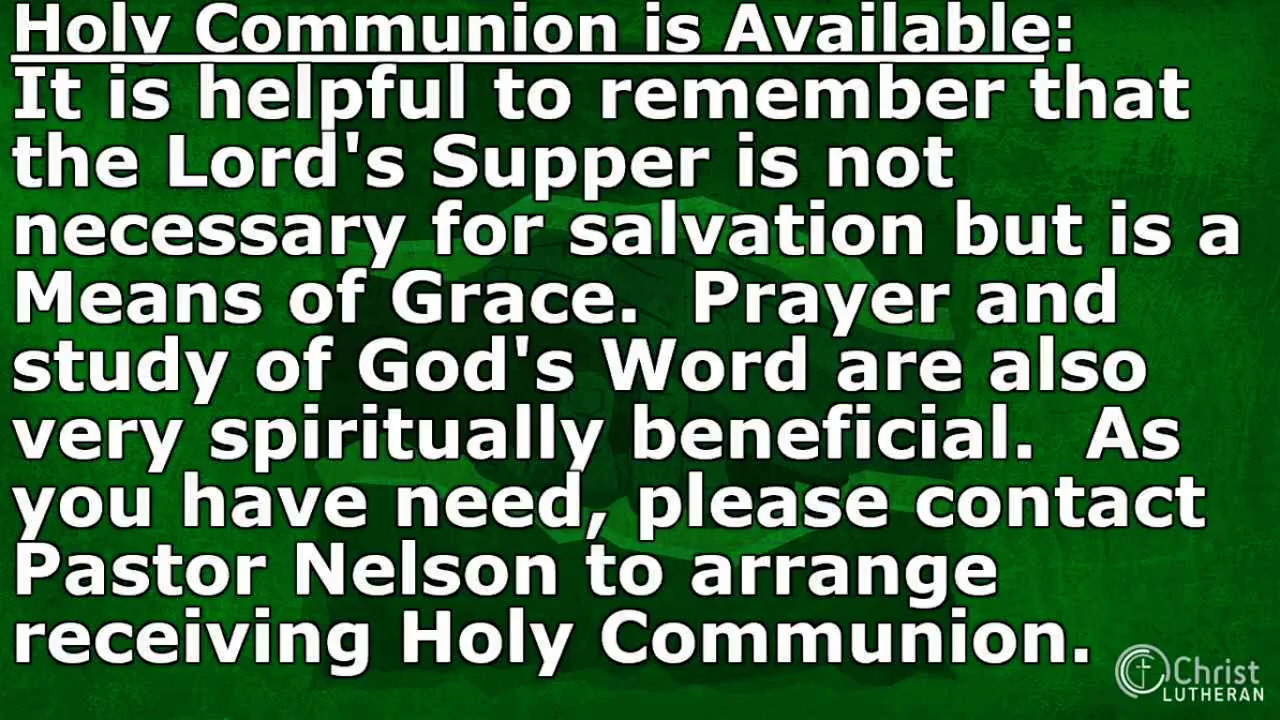 Holy Communion is Available:
It is helpful to remember that
the Lord's Supper is not
necessary for salvation but is a
Means of Grace.  Prayer and
study of God's Word are also
very spiritually beneficial.  As
you have need, please contact
Pastor Nelson to arrange
receiving Holy Communion.
Christ
LUTHERAN